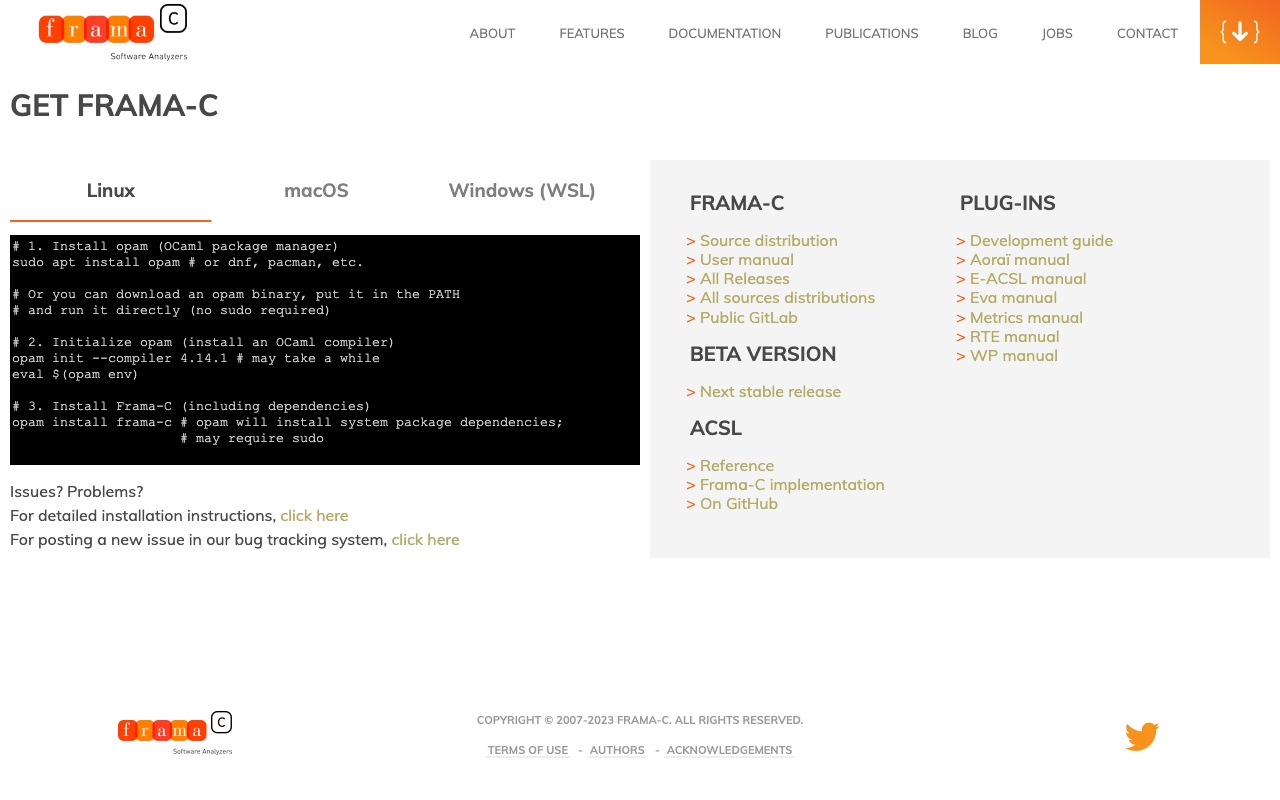 frama C
Software Analyzers
ABOUT FEATURES DOCUMENTATION PUBLICATIONS BLOG JOBS CONTACT
GET FRAMA-C
Linux macOS Windows (WSL)
# 1. Install opam (OCaml package manager)
sudo apt install opam # or dnf, pacman, etc.
# Or you can download an opam binary, put it in the PATH
# and run it directly (no sudo required)
# 2. Initialize opam (install an OCaml compiler)
opam init --compiler 4.14.1 # may take a while
eval $(opam env)
# 3. Install Frama-C (including dependencies)
opam install frama-c # opam will install system package dependencies;
# may require sudo
Issues? Problems?
For detailed installation instructions, click here
For posting a new issue in our bug tracking system, click here
FRAMA-C
> Source distribution
> User manual
> All Releases
> All sources distributions
> Public GitLab
BETA VERSION
> Next stable release
ACSL
> Reference
> Frama-C implementation
> On GitHub
PLUG-INS
> Development guide
> Aoraï manual
> E-ACSL manual
> Eva manual
> Metrics manual
> RTE manual
> WP manual
frama C
Software Analyzers
COPYRIGHT © 2007-2023 FRAMA-C. ALL RIGHTS RESERVED.
TERMS OF USE - AUTHORS - ACKNOWLEDGEMENTS